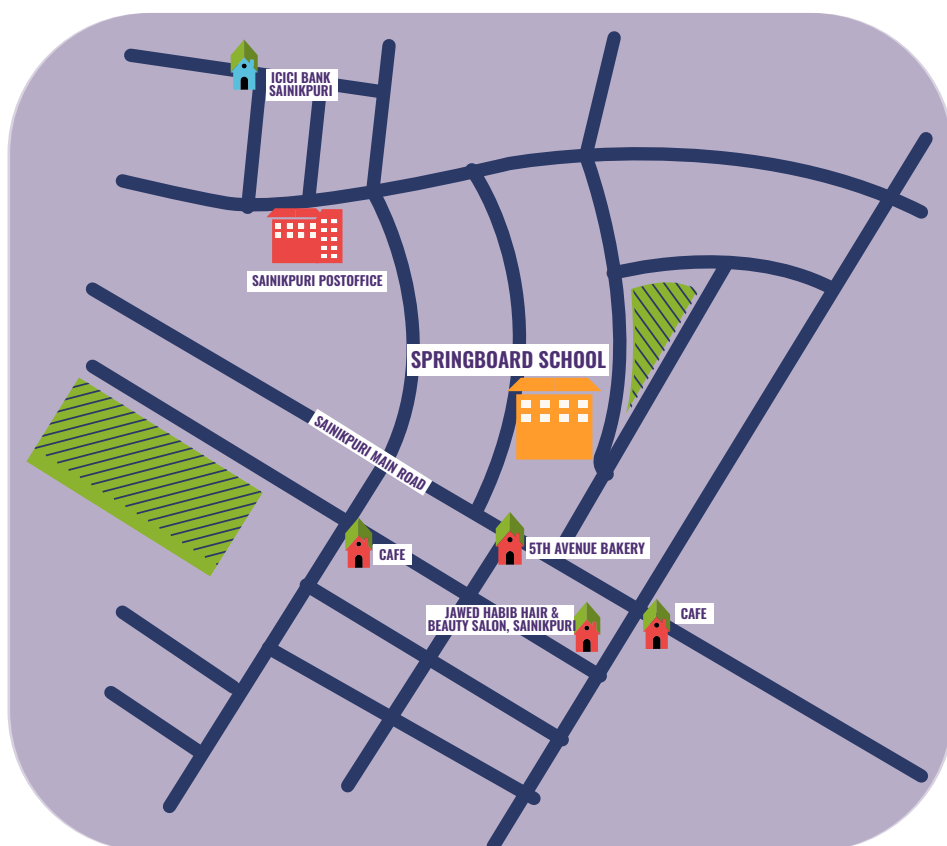 ICICI BANK
SAINIKPURI
SAINIKPURI POSTOFFICE
SPRINGBOARD SCHOOL
SAINIKPURI MAIN ROAD
5TH AVENUE BAKERY
CAFE
JAWED HABIB HAIR &
BEAUTY SALON, SAINIKPURI
CAFE